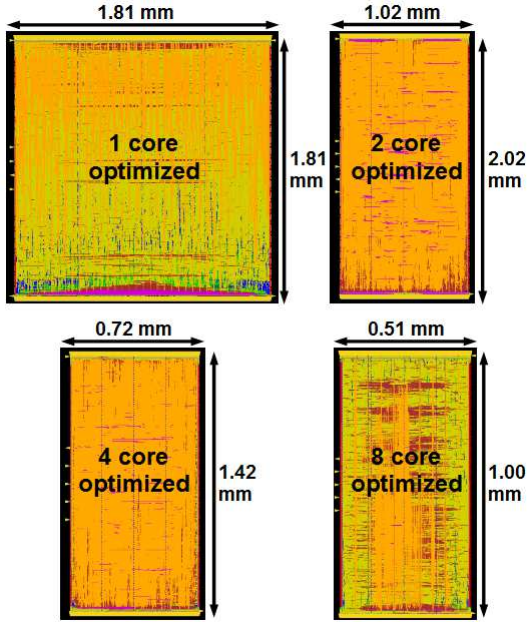 1.81 mm
1.02 mm
1 core
optimized
1.81
mm
2 core
optimized
2.02
mm
0.72 mm
0.51 mm
4 core
optimized
1.42
mm
8 core
optimized
1.00
mm